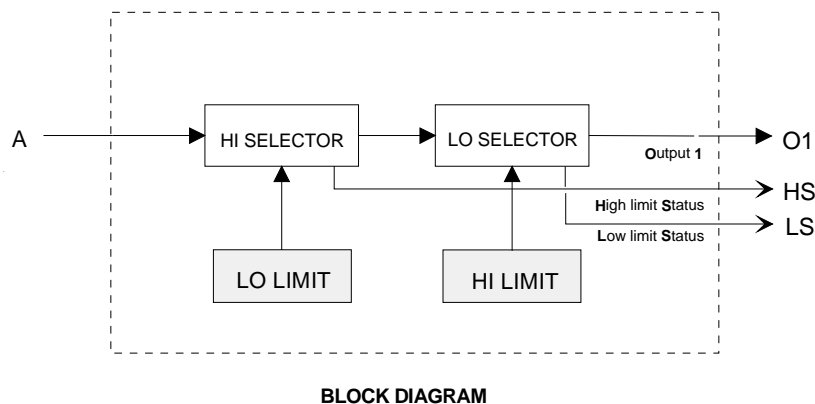 A
HI SELECTOR
LO SELECTOR
Output 1
O1
High limit Status
HS
Low limit Status
LS
LO LIMIT
HI LIMIT
BLOCK DIAGRAM